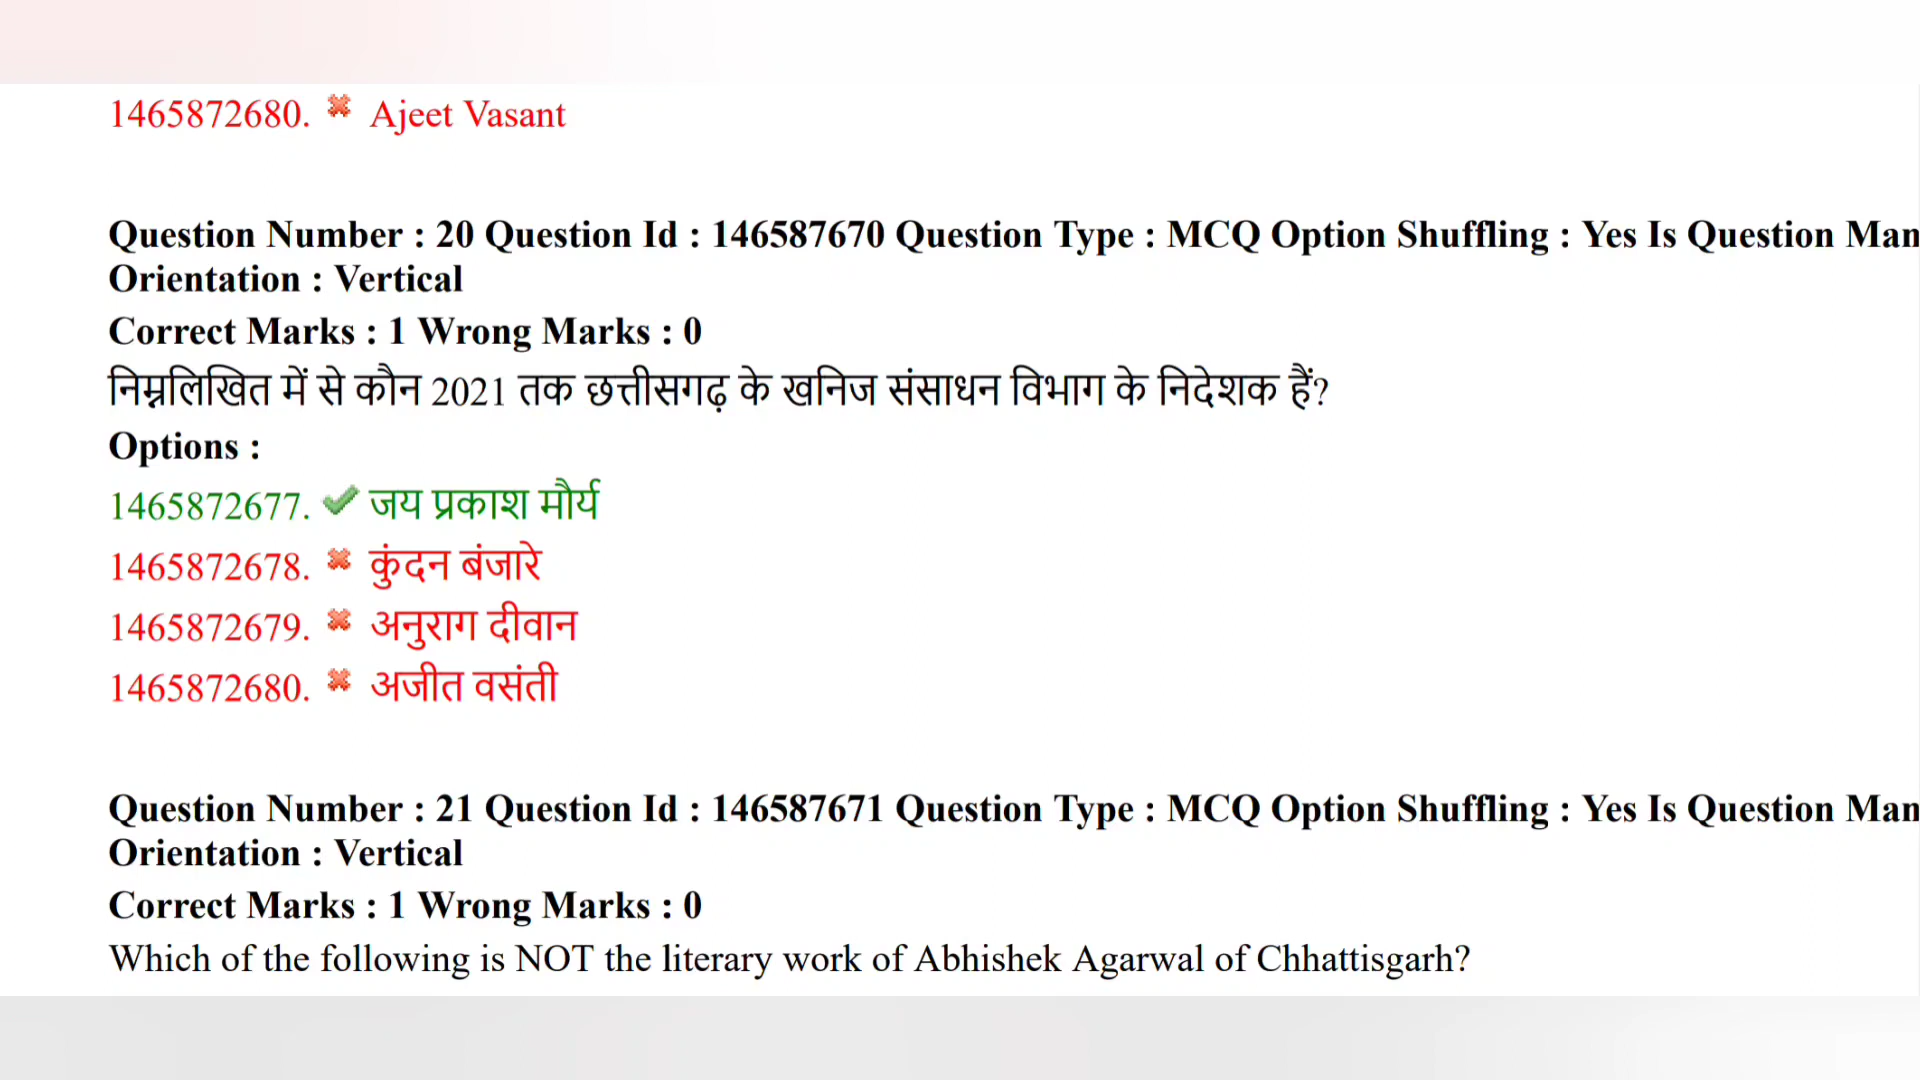 1465872680. Ajeet Vasant
Question Number : 20 Question Id : 146587670 Question Type : MCQ Option Shuffling : Yes Is Question Man
Orientation : Vertical
Correct Marks : 1 Wrong Marks : 0
निम्नलिखित में से कौन 2021 तक छत्तीसगढ़ के खनिज संसाधन विभाग के निदेशक हैं?
Options :
1465872677. जय प्रकाश मौर्य
1465872678. कुंदन बंजारे
1465872679. अनुराग दीवान
1465872680. अजीत वसंती
Question Number : 21 Question Id : 146587671 Question Type : MCQ Option Shuffling : Yes Is Question Man
Orientation : Vertical
Correct Marks : 1 Wrong Marks : 0
Which of the following is NOT the literary work of Abhishek Agarwal of Chhattisgarh?